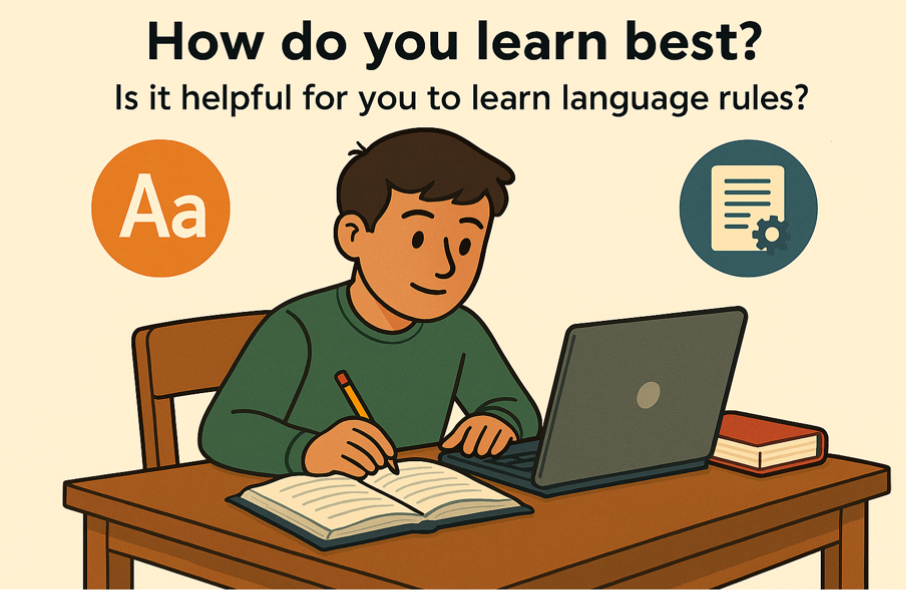 How do you learn best?
Is it helpful for you to learn language rules?
Aa